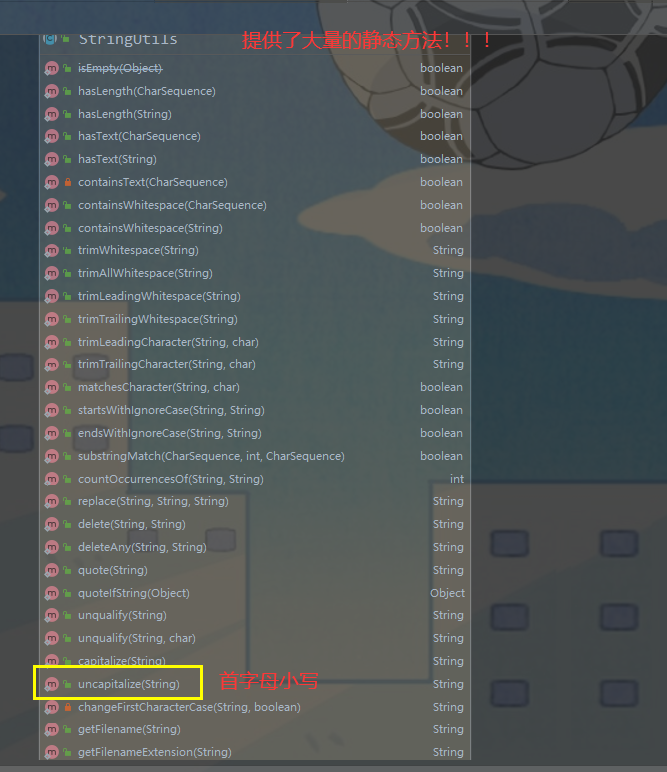 StringUtils 提供了大量的静态方法！！！
isEmpty(Object) boolean
hasLength(CharSequence) boolean
hasLength(String) boolean
hasText(CharSequence) boolean
hasText(String) boolean
containsText(CharSequence) boolean
containsWhitespace(CharSequence) boolean
containsWhitespace(String) boolean
trimWhitespace(String) String
trimAllWhitespace(String) String
trimLeadingWhitespace(String) String
trimTrailingWhitespace(String) String
trimLeadingCharacter(String, char) String
trimTrailingCharacter(String, char) String
matchesCharacter(String, char) boolean
startsWithIgnoreCase(String, String) boolean
endsWithIgnoreCase(String, String) boolean
substringMatch(CharSequence, int, CharSequence) boolean
countOccurrencesOf(String, String) int
replace(String, String, String) String
delete(String, String) String
deleteAny(String, String) String
quote(String) String
quoteIfString(Object) Object
unqualify(String) String
unqualify(String, char) String
capitalize(String) String
uncapitalize(String) 首字母小写 String
changeFirstCharacterCase(String, boolean) String
getFilename(String) String
getFilenameExtension(String) String